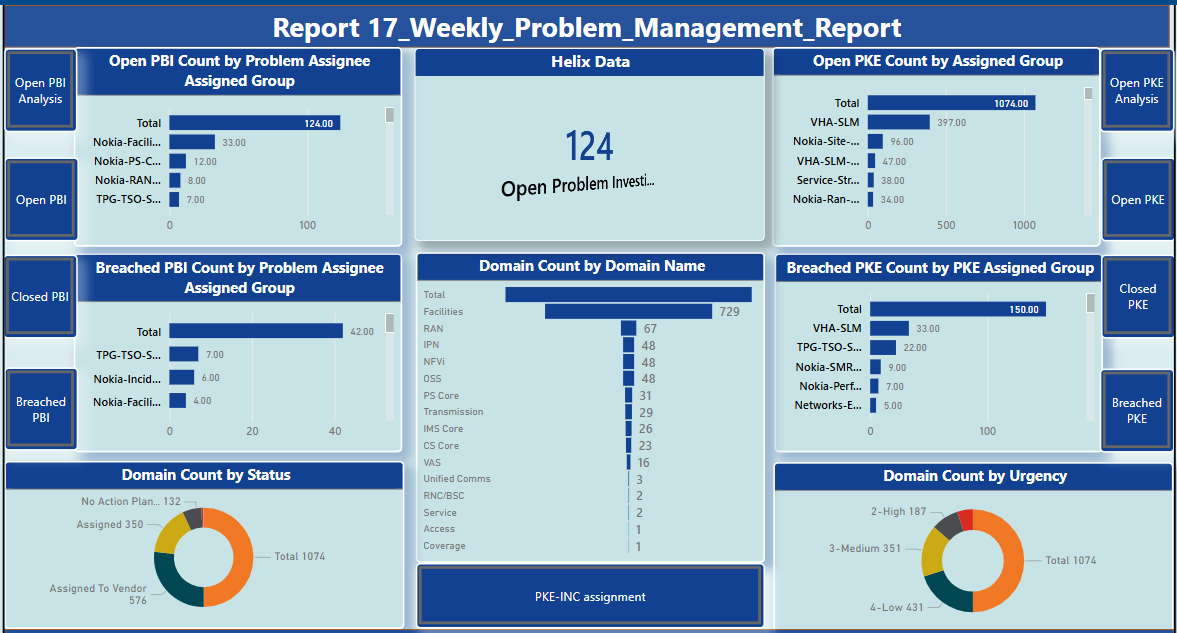 Report 17_Weekly_Problem_Management_Report
Open PBI
Analysis
Open PBI
Closed PBI
Breached
PBI
Open PBI Count by Problem Assignee
Assigned Group
Total 124.00
Nokia-Facili... 33.00
Nokia-PS-C... 12.00
Nokia-RAN... 8.00
TPG-TSO-S... 7.00
0 100
Helix Data
124
Open Problem Investi...
Open PKE Count by Assigned Group
Total 1074.00
VHA-SLM 397.00
Nokia-Site-... 96.00
VHA-SLM-... 47.00
Service-Str... 38.00
Nokia-Ran-... 34.00
0 500 1000
Open PKE
Analysis
Open PKE
Closed
PKE
Breached
PKE
Breached PBI Count by Problem Assignee
Assigned Group
Total 42.00
TPG-TSO-S... 7.00
Nokia-Incid... 6.00
Nokia-Facili... 4.00
0 20 40
Domain Count by Domain Name
Total
Facilities 729
RAN 67
IPN 48
NFVi 48
OSS 48
PS Core 31
Transmission 29
IMS Core 26
CS Core 23
VAS 16
Unified Comms 3
RNC/BSC 2
Service 2
Access 1
Coverage 1
Breached PKE Count by PKE Assigned Group
Total 150.00
VHA-SLM 33.00
TPG-TSO-S... 22.00
Nokia-SMR... 9.00
Nokia-Perf... 7.00
Networks-E... 5.00
0 100
Domain Count by Status
No Action Plan... 132
Assigned 350
Total 1074
Assigned To Vendor
576
PKE-INC assignment
Domain Count by Urgency
2-High 187
3-Medium 351
Total 1074
4-Low 431